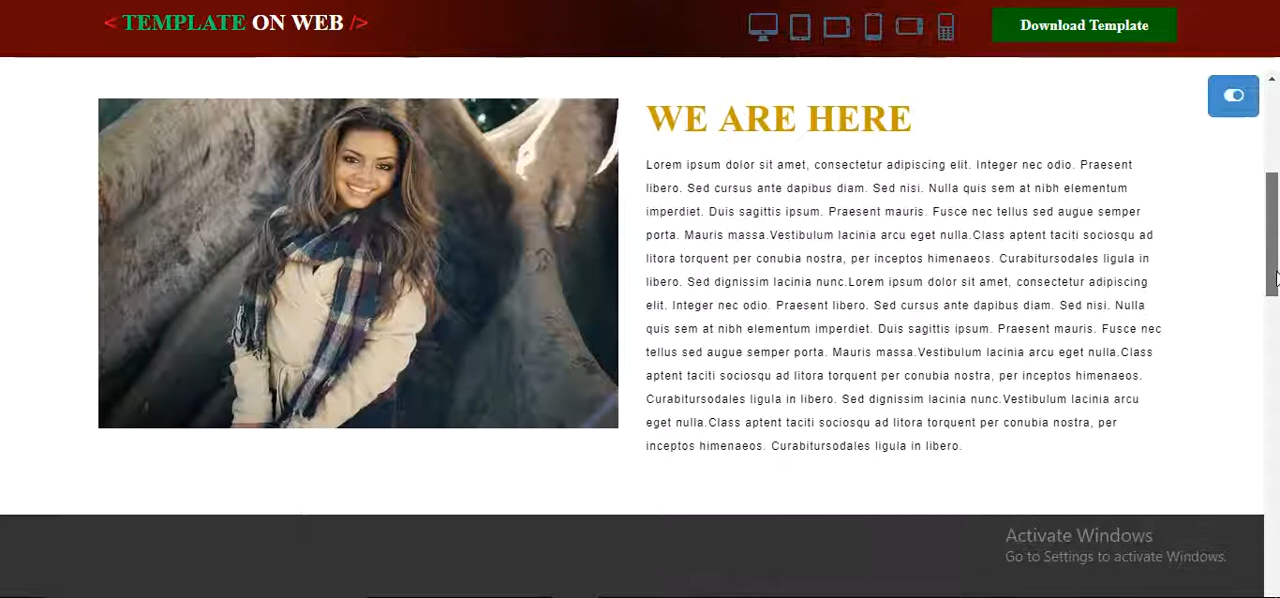 < TEMPLATE ON WEB />
Download Template
WE ARE HERE
Lorem ipsum dolor sit amet, consectetur adipiscing elit. Integer nec odio. Praesent
libero. Sed cursus ante dapibus diam. Sed nisi. Nulla quis sem at nibh elementum
imperdiet. Duis sagittis ipsum. Praesent mauris. Fusce nec tellus sed augue semper
porta. Mauris massa.Vestibulum lacinia arcu eget nulla.Class aptent taciti sociosqu ad
litora torquent per conubia nostra, per inceptos himenaeos. Curabitursodales ligula in
libero. Sed dignissim lacinia nunc.Lorem ipsum dolor sit amet, consectetur adipiscing
elit. Integer nec odio. Praesent libero. Sed cursus ante dapibus diam. Sed nisi. Nulla
quis sem at nibh elementum imperdiet. Duis sagittis ipsum. Praesent mauris. Fusce nec
tellus sed augue semper porta. Mauris massa.Vestibulum lacinia arcu eget nulla.Class
aptent taciti sociosqu ad litora torquent per conubia nostra, per inceptos himenaeos.
Curabitursodales ligula in libero. Sed dignissim lacinia nunc.Vestibulum lacinia arcu
eget nulla.Class aptent taciti sociosqu ad litora torquent per conubia nostra, per
inceptos himenaeos. Curabitursodales ligula in libero.
Activate Windows
Go to Settings to activate Windows.